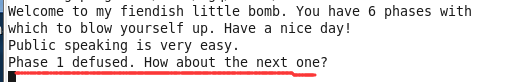 Welcome to my fiendish little bomb. You have 6 phases with
which to blow yourself up. Have a nice day!
Public speaking is very easy.
Phase 1 defused. How about the next one?